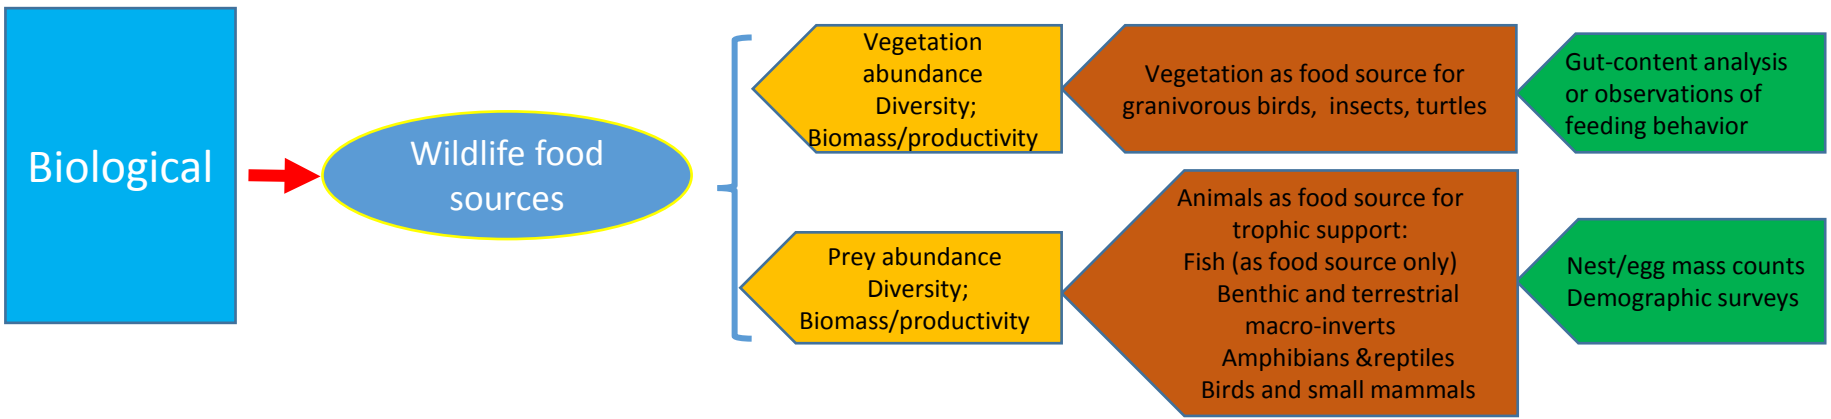 Biological
Wildlife food
sources
Vegetation
abundance
Diversity;
Biomass/productivity
Vegetation as food source for
granivorous birds, insects, turtles
Gut-content analysis
or observations of
feeding behavior
Prey abundance
Diversity;
Biomass/productivity
Animals as food source for
trophic support:
Fish (as food source only)
Benthic and terrestrial
macro-inverts
Amphibians &reptiles
Birds and small mammals
Nest/egg mass counts
Demographic surveys